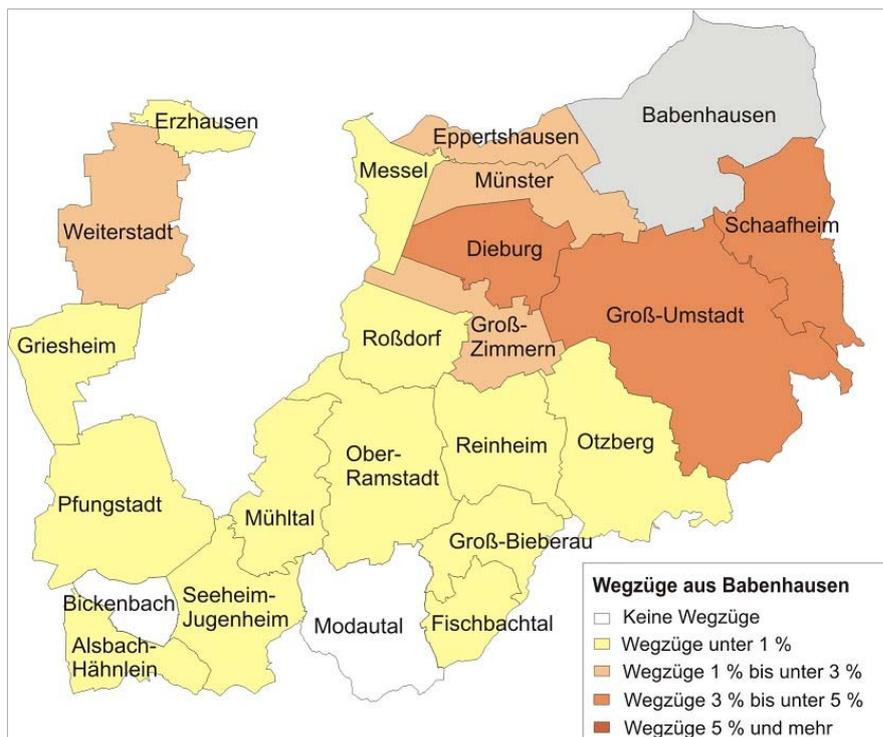 Erzhausen
Eppertshausen
Babenhausen
Messel
Münster
Weiterstadt
Schaafheim
Dieburg
Groß-Umstadt
Griesheim
Roßdorf
Groß-
Zimmern
Ober-
Ramstadt
Reinheim
Otzberg
Pfungstadt
Mühltal
Groß-Bieberau
Bickenbach
Seeheim-
Jugenheim
Modautal
Fischbachtal
Alsbach-
Hähnlein
Wegzüge aus Babenhausen
Keine Wegzüge
Wegzüge unter 1 %
Wegzüge 1 % bis unter 3 %
Wegzüge 3 % bis unter 5 %
Wegzüge 5 % und mehr